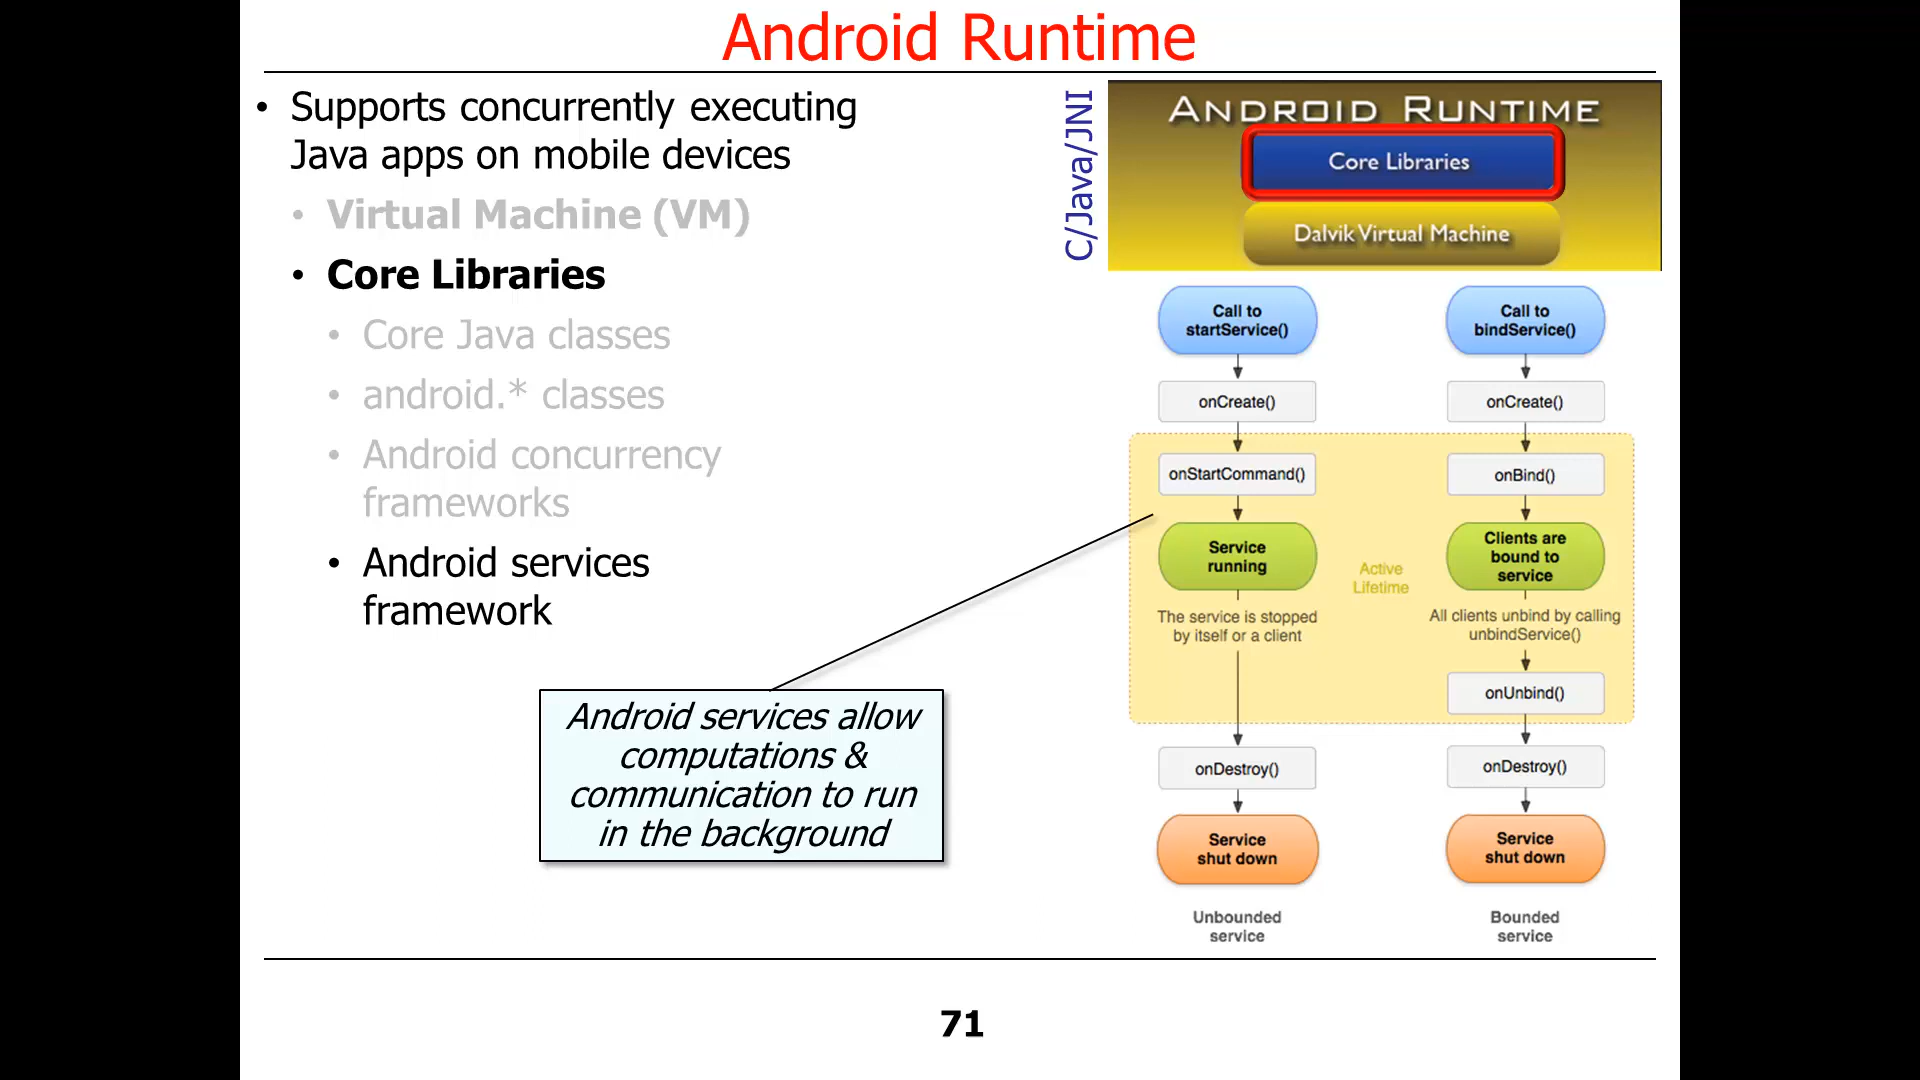 Android Runtime
• Supports concurrently executing
Java apps on mobile devices
• Virtual Machine (VM)
• Core Libraries
• Core Java classes
• android.* classes
• Android concurrency
frameworks
• Android services
framework
Android services allow
computations &
communication to run
in the background
C/Java/JNI
ANDROID RUNTIME
Core Libraries
Dalvik Virtual Machine
Call to
startService()
onCreate()
onStartCommand()
Service
running
The service is stopped
by itself or a client
onDestroy()
Service
shut down
Unbounded
service
Active
Lifetime
Call to
bindService()
onCreate()
onBind()
Clients are
bound to
service
All clients unbind by calling
unbindService()
onUnbind()
onDestroy()
Service
shut down
Bounded
service
71